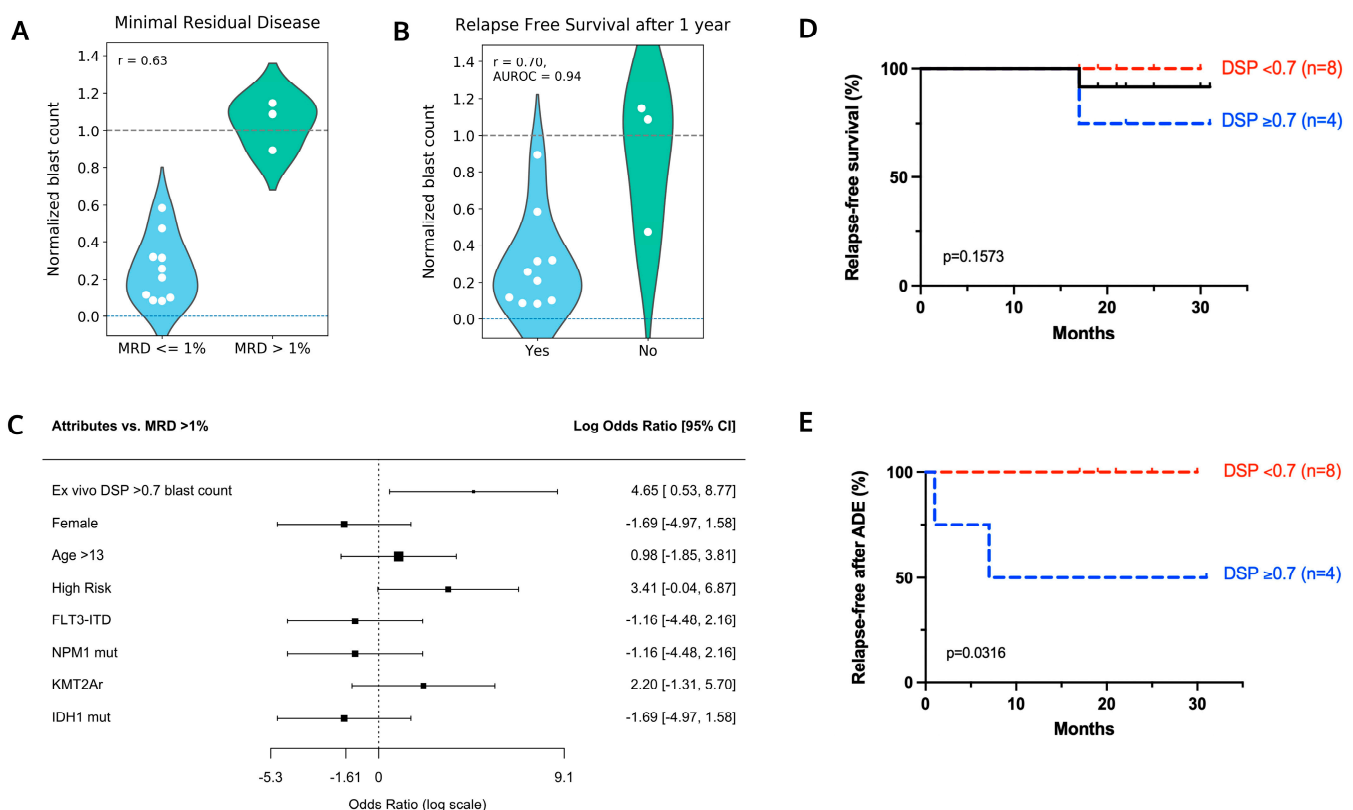 A
Minimal Residual Disease
r = 0.63
Normalized blast count
1.4
1.2
1.0
0.8
0.6
0.4
0.2
0.0
MRD <= 1%
MRD > 1%
B
Relapse Free Survival after 1 year
r = 0.70,
AUROC = 0.94
Normalized blast count
1.4
1.2
1.0
0.8
0.6
0.4
0.2
0.0
Yes
No
C
Attributes vs. MRD >1%
Log Odds Ratio [95% CI]
Ex vivo DSP >0.7 blast count 4.65 [ 0.53, 8.77]
Female -1.69 [-4.97, 1.58]
Age >13 0.98 [-1.85, 3.81]
High Risk 3.41 [-0.04, 6.87]
FLT3-ITD -1.16 [-4.48, 2.16]
NPM1 mut -1.16 [-4.48, 2.16]
KMT2Ar 2.20 [-1.31, 5.70]
IDH1 mut -1.69 [-4.97, 1.58]
-5.3 -1.61 0 9.1
Odds Ratio (log scale)
D
Relapse-free survival (%)
100
50
0
DSP <0.7 (n=8)
DSP ≥0.7 (n=4)
p=0.1573
0 10 20 30
Months
E
Relapse-free after ADE (%)
100
50
0
DSP <0.7 (n=8)
DSP ≥0.7 (n=4)
p=0.0316
0 10 20 30
Months